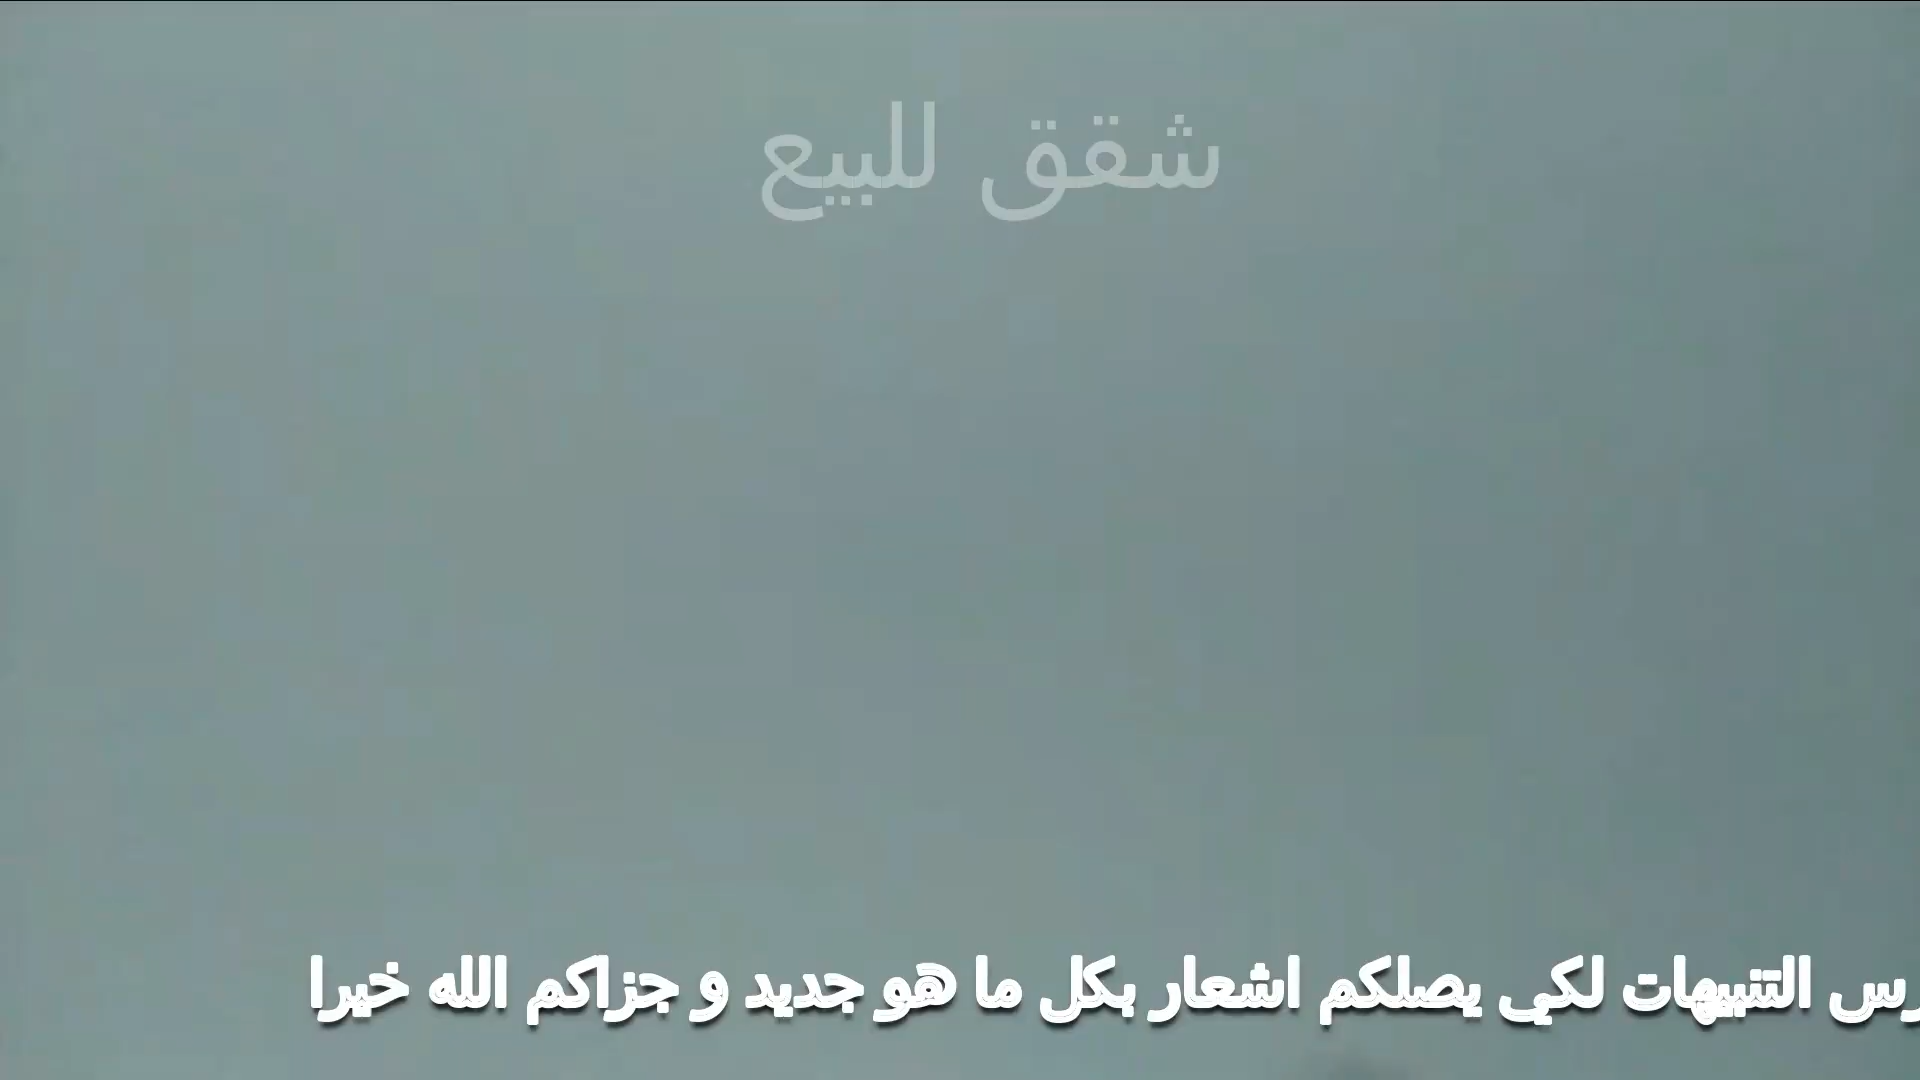 شقق للبيع
التنبيهات لكي يصلكم اشعار بكل ما هو جديد و جزاكم الله خيرا